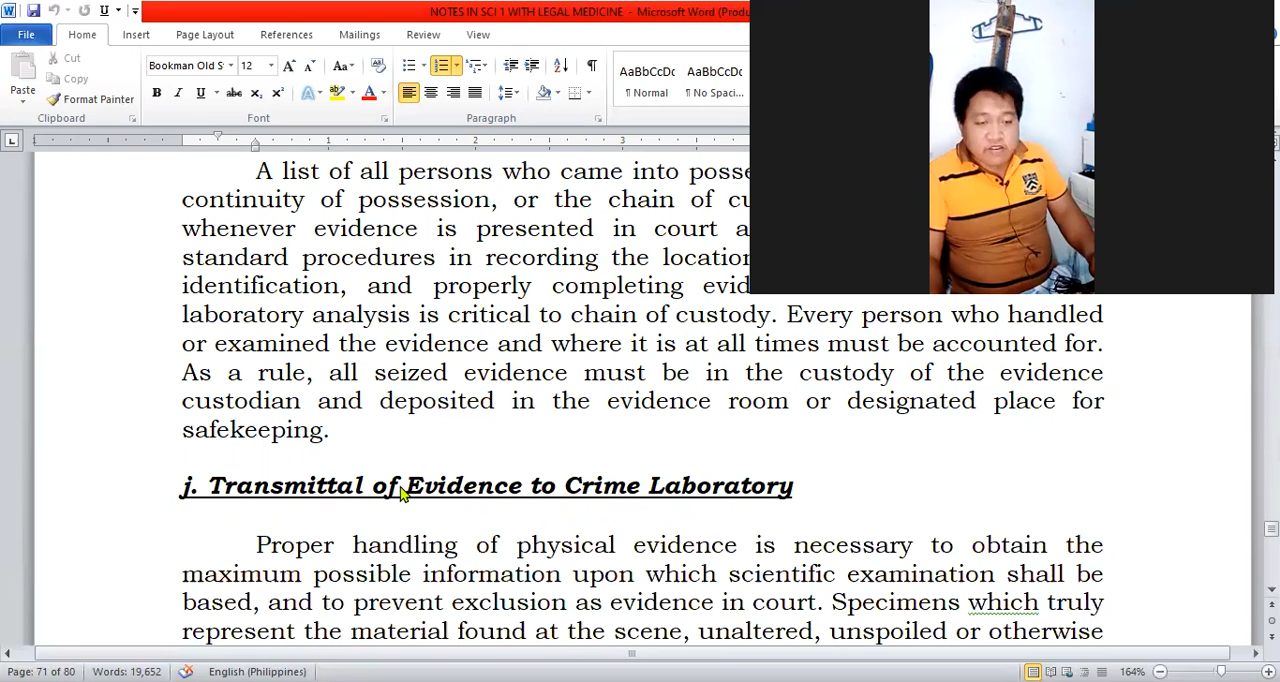 NOTES IN SCI 1 WITH LEGAL MEDICINE - Microsoft Word (Produ
File Home Insert Page Layout References Mailings Review View
Cut
Copy
Paste
Format Painter
Clipboard
Bookman Old S 12
Font
Paragraph
AaBbCcDc AaBbCcDc
¶ Normal ¶ No Spaci...
1 2 3
A list of all persons who came into posse
continuity of possession, or the chain of cu
whenever evidence is presented in court a
standard procedures in recording the location
identification, and properly completing evid
laboratory analysis is critical to chain of custody. Every person who handled
or examined the evidence and where it is at all times must be accounted for.
As a rule, all seized evidence must be in the custody of the evidence
custodian and deposited in the evidence room or designated place for
safekeeping.
j. Transmittal of Evidence to Crime Laboratory
Proper handling of physical evidence is necessary to obtain the
maximum possible information upon which scientific examination shall be
based, and to prevent exclusion as evidence in court. Specimens which truly
represent the material found at the scene, unaltered, unspoiled or otherwise
Page: 71 of 80 Words: 19,652 English (Philippines) 164%